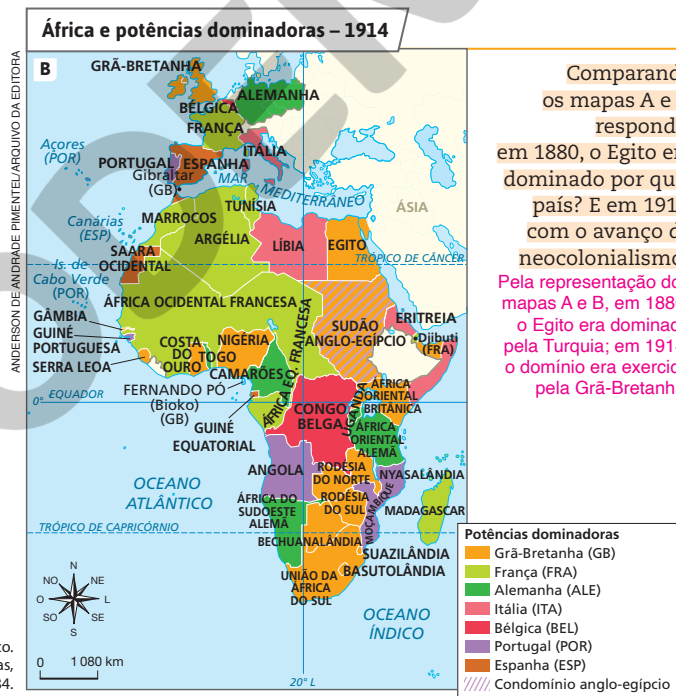 África e potências dominadoras – 1914
ANDERSON DE ANDRADE PIMENTEL/ARQUIVO DA EDITORA
B
GRÃ-BRETANHA
ALEMANHA
BÉLGICA
FRANÇA
ITÁLIA
Açores
(POR)
PORTUGAL
ESPANHA
Gibraltar
(GB)
MAR MEDITERRÂNEO
TUNÍSIA
ÁSIA
Canárias
(ESP)
MARROCOS
ARGÉLIA
LÍBIA
EGITO
SAARA
OCIDENTAL
TRÓPICO DE CÂNCER
Is. de
Cabo Verde
(POR)
ÁFRICA OCIDENTAL FRANCESA
GÂMBIA
GUINÉ
PORTUGUESA
SERRA LEOA
COSTA
DO
OURO
TOGO
NIGÉRIA
CAMARÕES
ÁFRICA EQ. FRANCESA
SUDÃO
ANGLO-EGÍPCIO
ERITREIA
Djibuti
(FRA)
FERNANDO PÓ
(Bioko)
(GB)
0° EQUADOR
GUINÉ
EQUATORIAL
CONGO
BELGA
UGANDA
ÁFRICA
ORIENTAL
BRITÂNICA
ÁFRICA
ORIENTAL
ALEMÃ
OCEANO
ATLÂNTICO
ANGOLA
RODÉSIA
DO NORTE
NYASALÂNDIA
RODÉSIA
DO SUL
MOÇAMBIQUE
MADAGASCAR
ÁFRICA DO
SUDOESTE
ALEMÃ
TRÓPICO DE CAPRICÓRNIO
BECHUANALÂNDIA
SUAZILÂNDIA
BASUTOLÂNDIA
UNIÃO DA
ÁFRICA
DO SUL
OCEANO
ÍNDICO
N
NO NE
O L
SO SE
S
0 1 080 km
20° L
Potências dominadoras
Grã-Bretanha (GB)
França (FRA)
Alemanha (ALE)
Itália (ITA)
Bélgica (BEL)
Portugal (POR)
Espanha (ESP)
Condomínio anglo-egípcio
Comparand
os mapas A e
respond
em 1880, o Egito er
dominado por qu
país? E em 191
com o avanço d
neocolonialismo
Pela representação do
mapas A e B, em 188
o Egito era dominad
pela Turquia; em 191
o domínio era exercid
pela Grã-Bretanh
to.
as,
34.